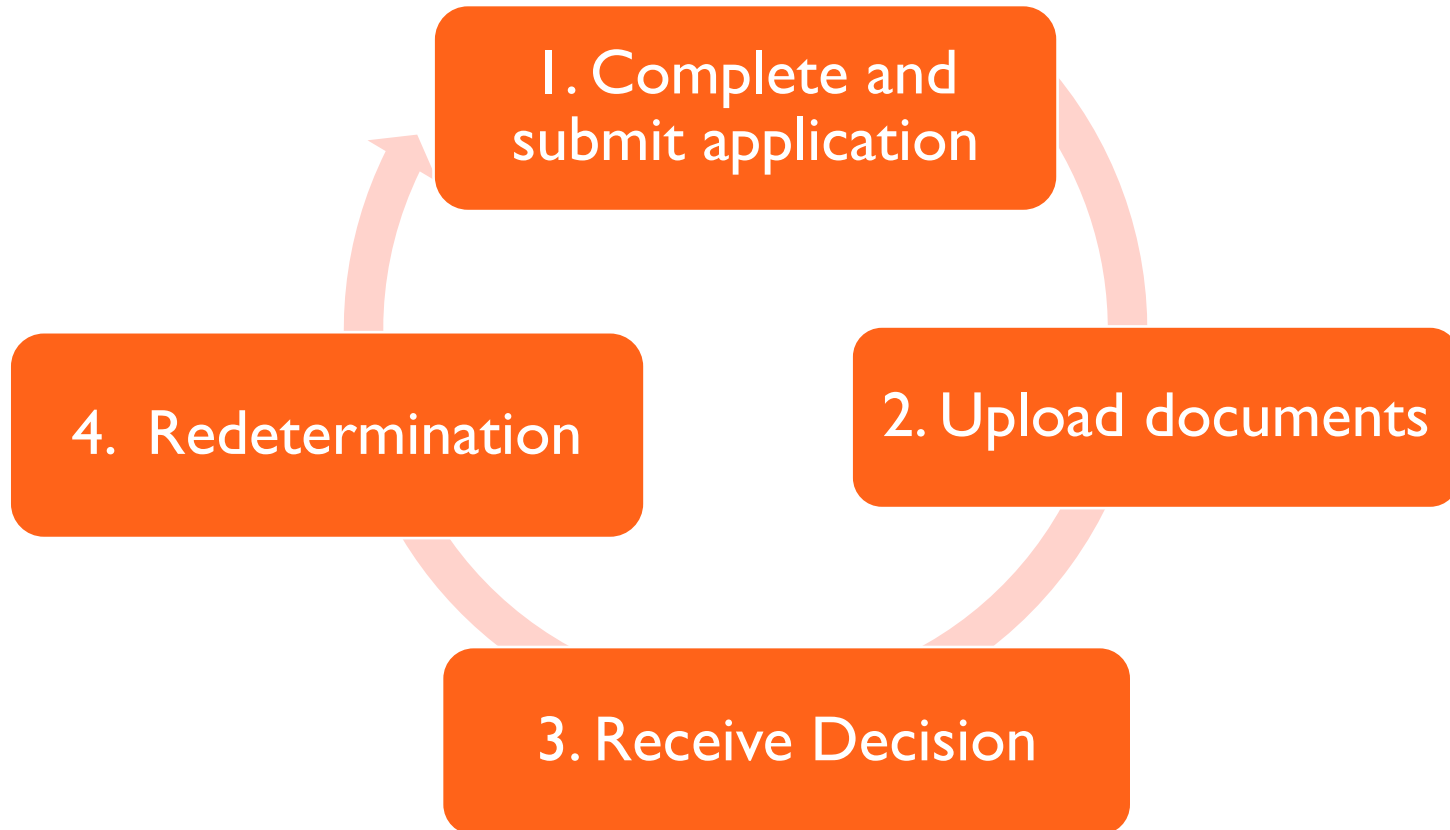 1. Complete and
submit application
2. Upload documents
3. Receive Decision
4. Redetermination